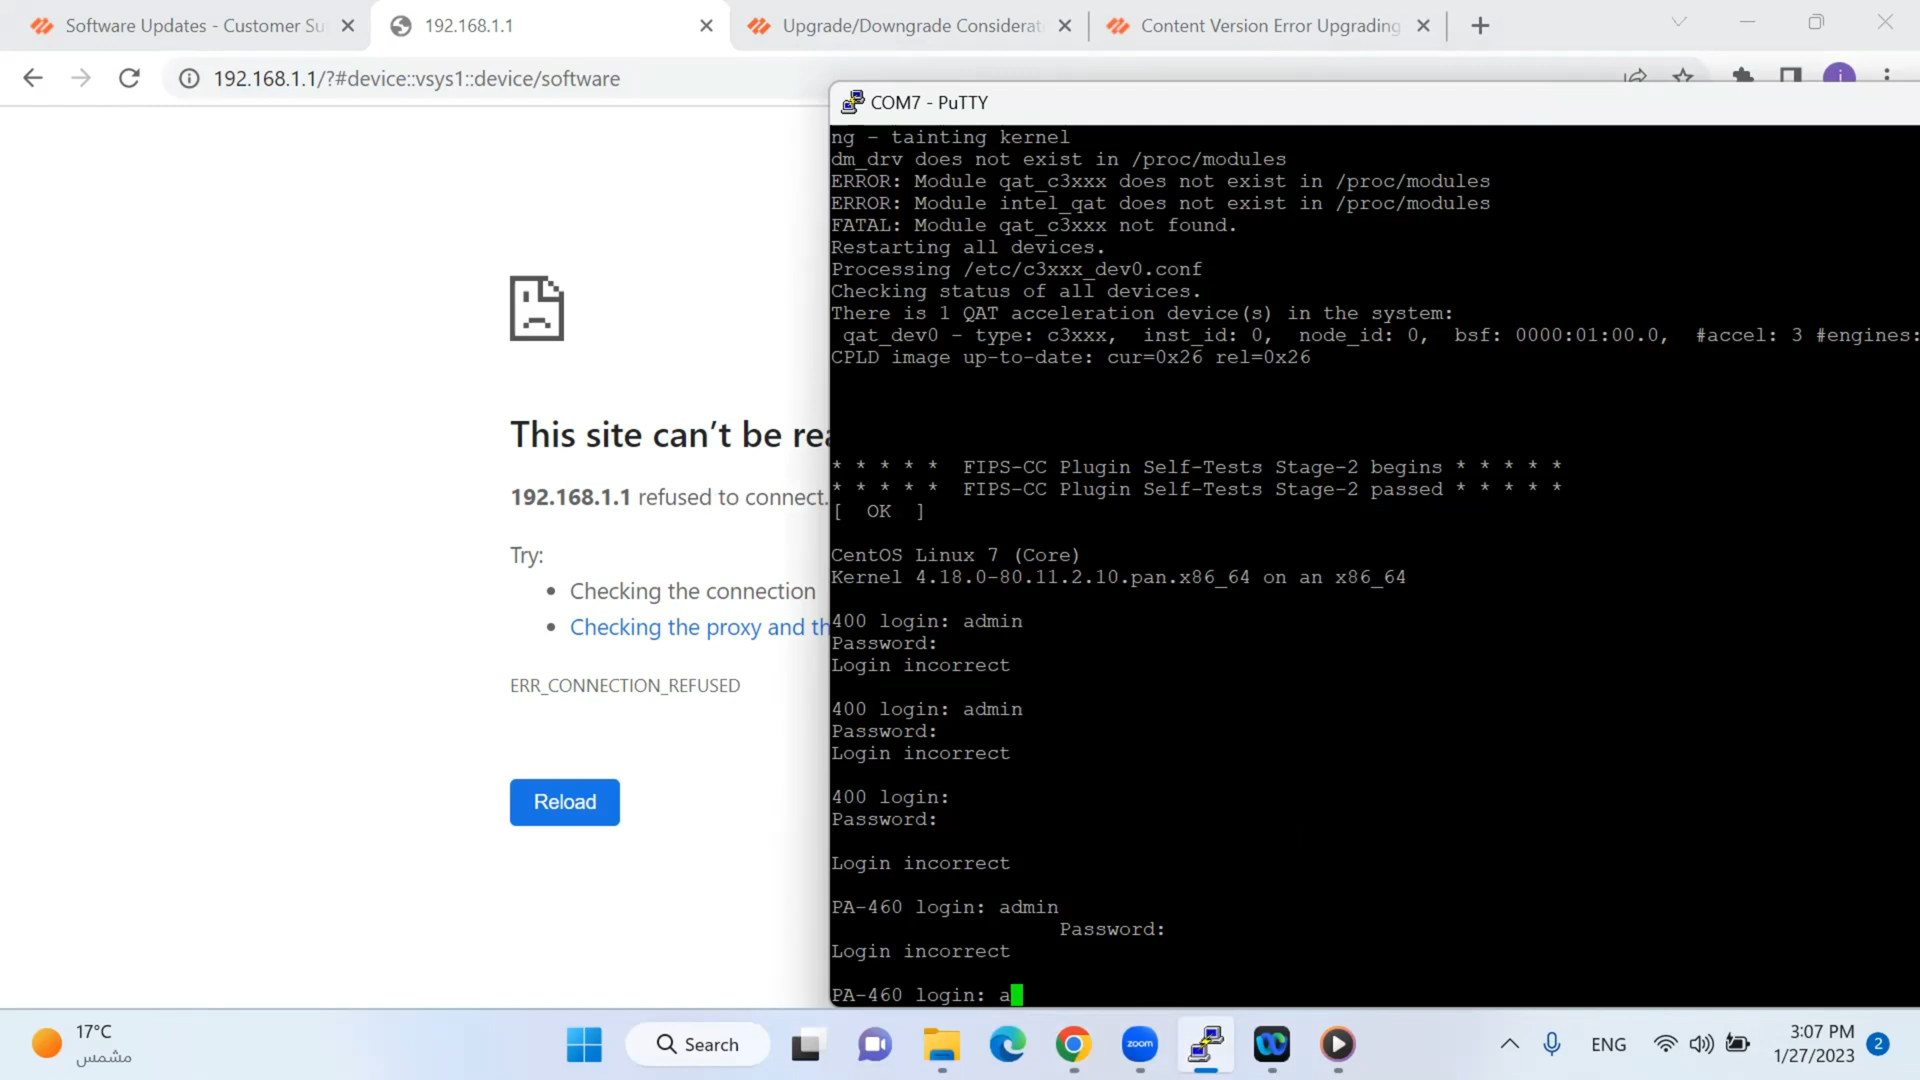 Software Updates - Customer Su
192.168.1.1
Upgrade/Downgrade Considerat
Content Version Error Upgrading
192.168.1.1/?#device::vsys1::device/software
i
This site can’t be rea
192.168.1.1 refused to connect.
Try:
Checking the connection
Checking the proxy and th
ERR_CONNECTION_REFUSED
Reload
COM7 - PuTTY
ng - tainting kernel
dm_drv does not exist in /proc/modules
ERROR: Module qat_c3xxx does not exist in /proc/modules
ERROR: Module intel_qat does not exist in /proc/modules
FATAL: Module qat_c3xxx not found.
Restarting all devices.
Processing /etc/c3xxx_dev0.conf
Checking status of all devices.
There is 1 QAT acceleration device(s) in the system:
qat_dev0 - type: c3xxx, inst_id: 0, node_id: 0, bsf: 0000:01:00.0, #accel: 3 #engines:
CPLD image up-to-date: cur=0x26 rel=0x26
* * * * * FIPS-CC Plugin Self-Tests Stage-2 begins * * * * *
* * * * * FIPS-CC Plugin Self-Tests Stage-2 passed * * * * *
[ OK ]
CentOS Linux 7 (Core)
Kernel 4.18.0-80.11.2.10.pan.x86_64 on an x86_64
400 login: admin
Password:
Login incorrect
400 login: admin
Password:
Login incorrect
400 login:
Password:
Login incorrect
PA-460 login: admin
Password:
Login incorrect
PA-460 login: a
17°C
مشمس
Search
zoom
ENG
3:07 PM
1/27/2023
2